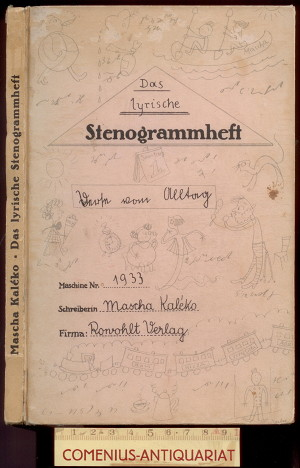 Mascha Kaléko · Das lyrische Stenogrammheft
Das
lyrische
Stenogrammheft
Verse vom Alltag
Maschine Nr. 1933
Schreiberin Mascha Kaléko
Firma: Rowohlt Verlag
1 2 3 4 5 6 7 8 9
COMENIUS-ANTIQUARIAT